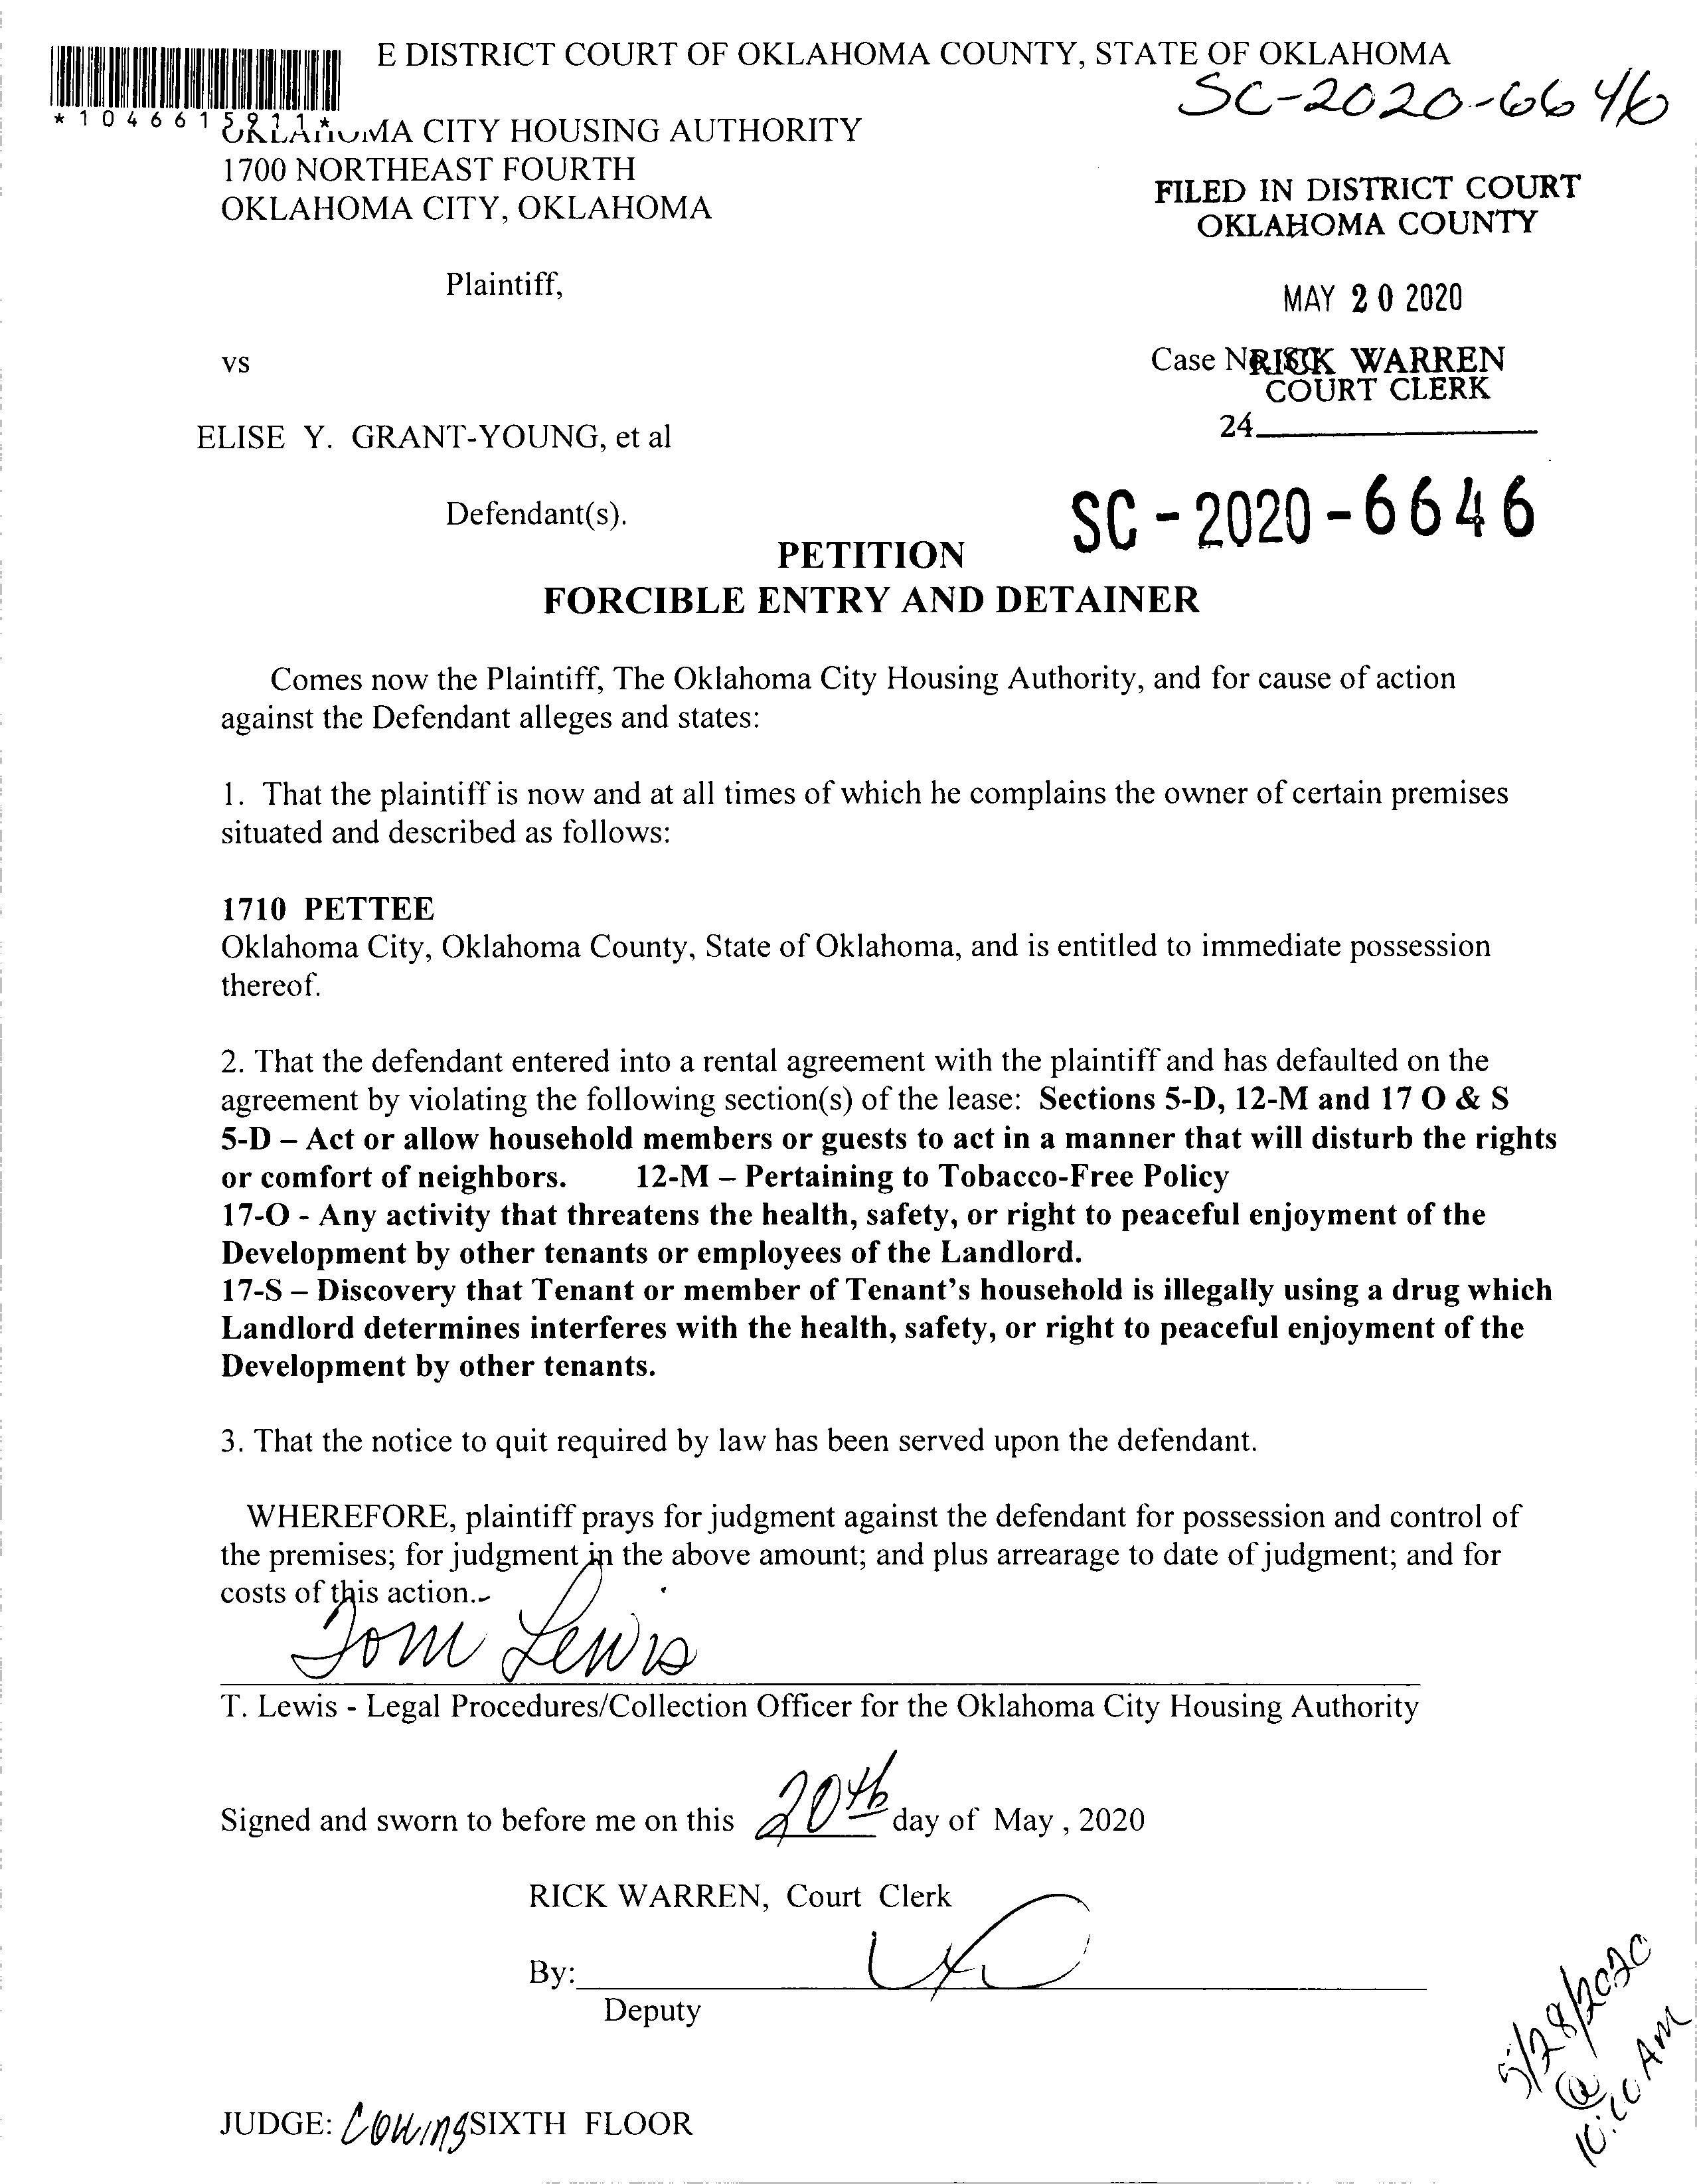 E DISTRICT COURT OF OKLAHOMA COUNTY, STATE OF OKLAHOMA
SC-2020-6646
*1046615911*
OKLAHOMA CITY HOUSING AUTHORITY
1700 NORTHEAST FOURTH
OKLAHOMA CITY, OKLAHOMA
FILED IN DISTRICT COURT
OKLAHOMA COUNTY
Plaintiff,
MAY 20 2020
vs
Case No. SC
RICK WARREN
COURT CLERK
24
ELISE Y. GRANT-YOUNG, et al
Defendant(s).
SC-2020-6646
PETITION
FORCIBLE ENTRY AND DETAINER
Comes now the Plaintiff, The Oklahoma City Housing Authority, and for cause of action
against the Defendant alleges and states:
1. That the plaintiff is now and at all times of which he complains the owner of certain premises
situated and described as follows:
1710 PETTEE
Oklahoma City, Oklahoma County, State of Oklahoma, and is entitled to immediate possession
thereof.
2. That the defendant entered into a rental agreement with the plaintiff and has defaulted on the
agreement by violating the following section(s) of the lease: Sections 5-D, 12-M and 17 O & S
5-D – Act or allow household members or guests to act in a manner that will disturb the rights
or comfort of neighbors. 12-M – Pertaining to Tobacco-Free Policy
17-O - Any activity that threatens the health, safety, or right to peaceful enjoyment of the
Development by other tenants or employees of the Landlord.
17-S – Discovery that Tenant or member of Tenant's household is illegally using a drug which
Landlord determines interferes with the health, safety, or right to peaceful enjoyment of the
Development by other tenants.
3. That the notice to quit required by law has been served upon the defendant.
WHEREFORE, plaintiff prays for judgment against the defendant for possession and control of
the premises; for judgment in the above amount; and plus arrearage to date of judgment; and for
costs of this action.
Tom Lewis
T. Lewis - Legal Procedures/Collection Officer for the Oklahoma City Housing Authority
Signed and sworn to before me on this 20th day of May , 2020
RICK WARREN, Court Clerk
By:
Deputy
5/28/2020
@
10:00 AM
JUDGE: SIXTH FLOOR